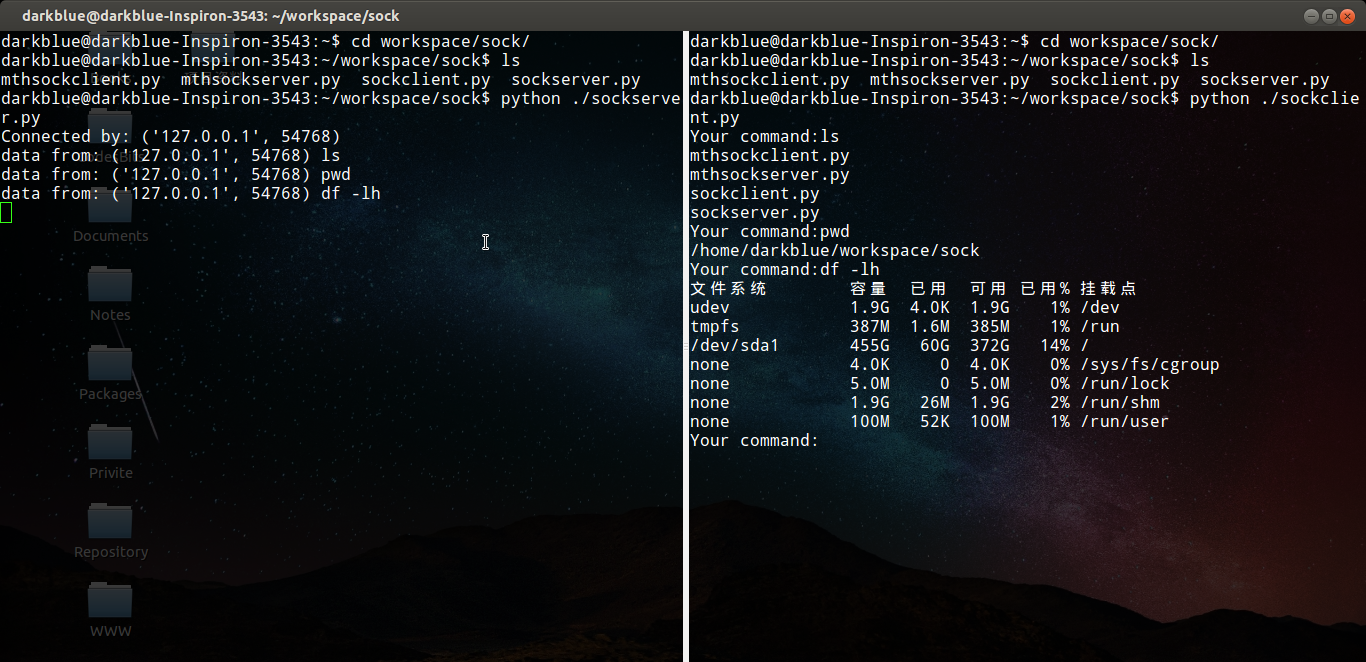 darkblue@darkblue-Inspiron-3543: ~/workspace/sock
darkblue@darkblue-Inspiron-3543:~$ cd workspace/sock/
darkblue@darkblue-Inspiron-3543:~/workspace/sock$ ls
mthsockclient.py  mthsockserver.py  sockclient.py  sockserver.py
darkblue@darkblue-Inspiron-3543:~/workspace/sock$ python ./sockserve
r.py
Connected by: ('127.0.0.1', 54768)
data from: ('127.0.0.1', 54768) ls
data from: ('127.0.0.1', 54768) pwd
data from: ('127.0.0.1', 54768) df -lh
Documents
Notes
Packages
Privite
Repository
WWW
darkblue@darkblue-Inspiron-3543:~$ cd workspace/sock/
darkblue@darkblue-Inspiron-3543:~/workspace/sock$ ls
mthsockclient.py  mthsockserver.py  sockclient.py  sockserver.py
darkblue@darkblue-Inspiron-3543:~/workspace/sock$ python ./sockclie
nt.py
Your command:ls
mthsockclient.py
mthsockserver.py
sockclient.py
sockserver.py
Your command:pwd
/home/darkblue/workspace/sock
Your command:df -lh
文件系统        容量  已用  可用 已用% 挂载点
udev            1.9G  4.0K  1.9G    1% /dev
tmpfs           387M  1.6M  385M    1% /run
/dev/sda1       455G   60G  372G   14% /
none            4.0K     0  4.0K    0% /sys/fs/cgroup
none            5.0M     0  5.0M    0% /run/lock
none            1.9G   26M  1.9G    2% /run/shm
none            100M   52K  100M    1% /run/user
Your command: